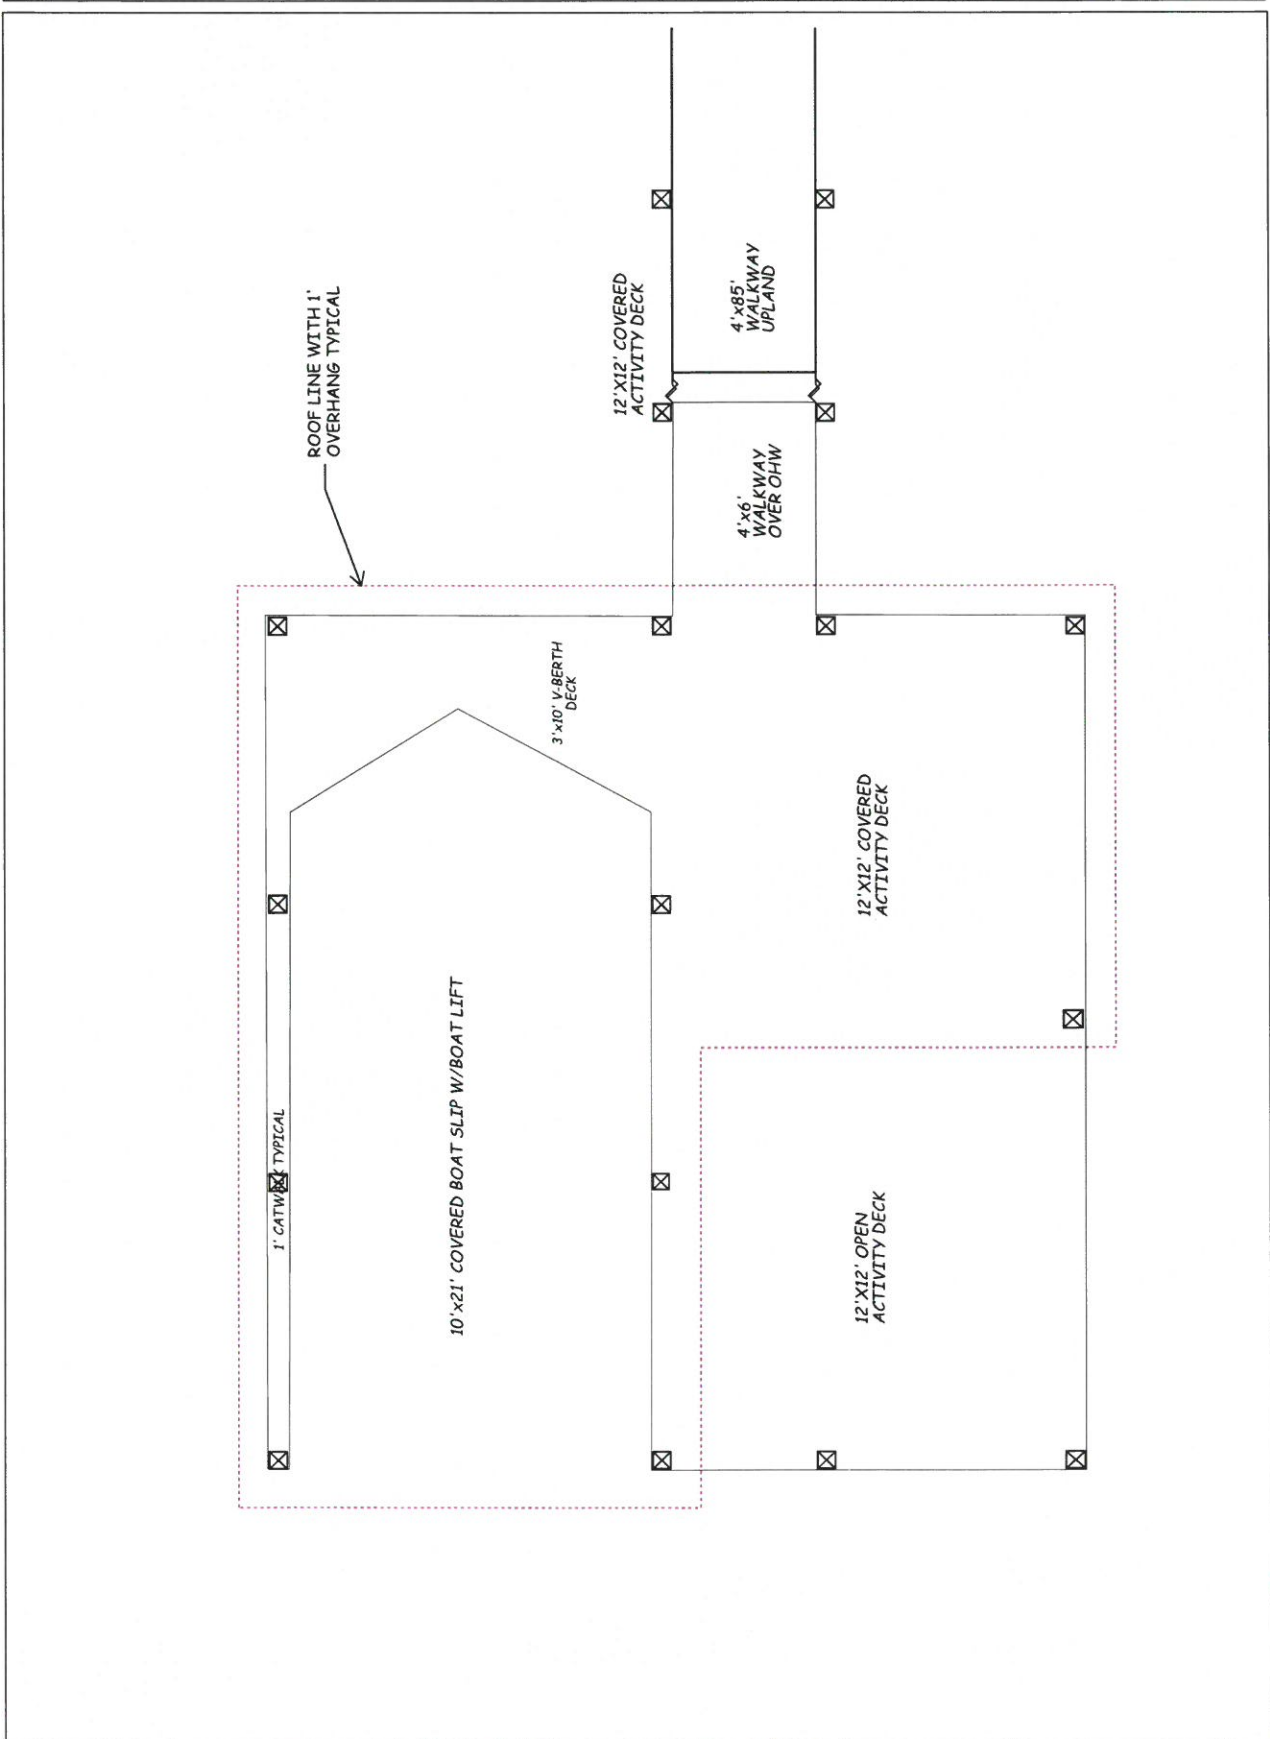 ROOF LINE WITH 1'
OVERHANG TYPICAL
12'X12' COVERED
ACTIVITY DECK
4'x85'
WALKWAY
UPLAND
4'x6'
WALKWAY
OVER OHW
3'x10' V-BERTH
DECK
12'X12' COVERED
ACTIVITY DECK
1' CATWALK TYPICAL
10'x21' COVERED BOAT SLIP W/BOAT LIFT
12'X12' OPEN
ACTIVITY DECK